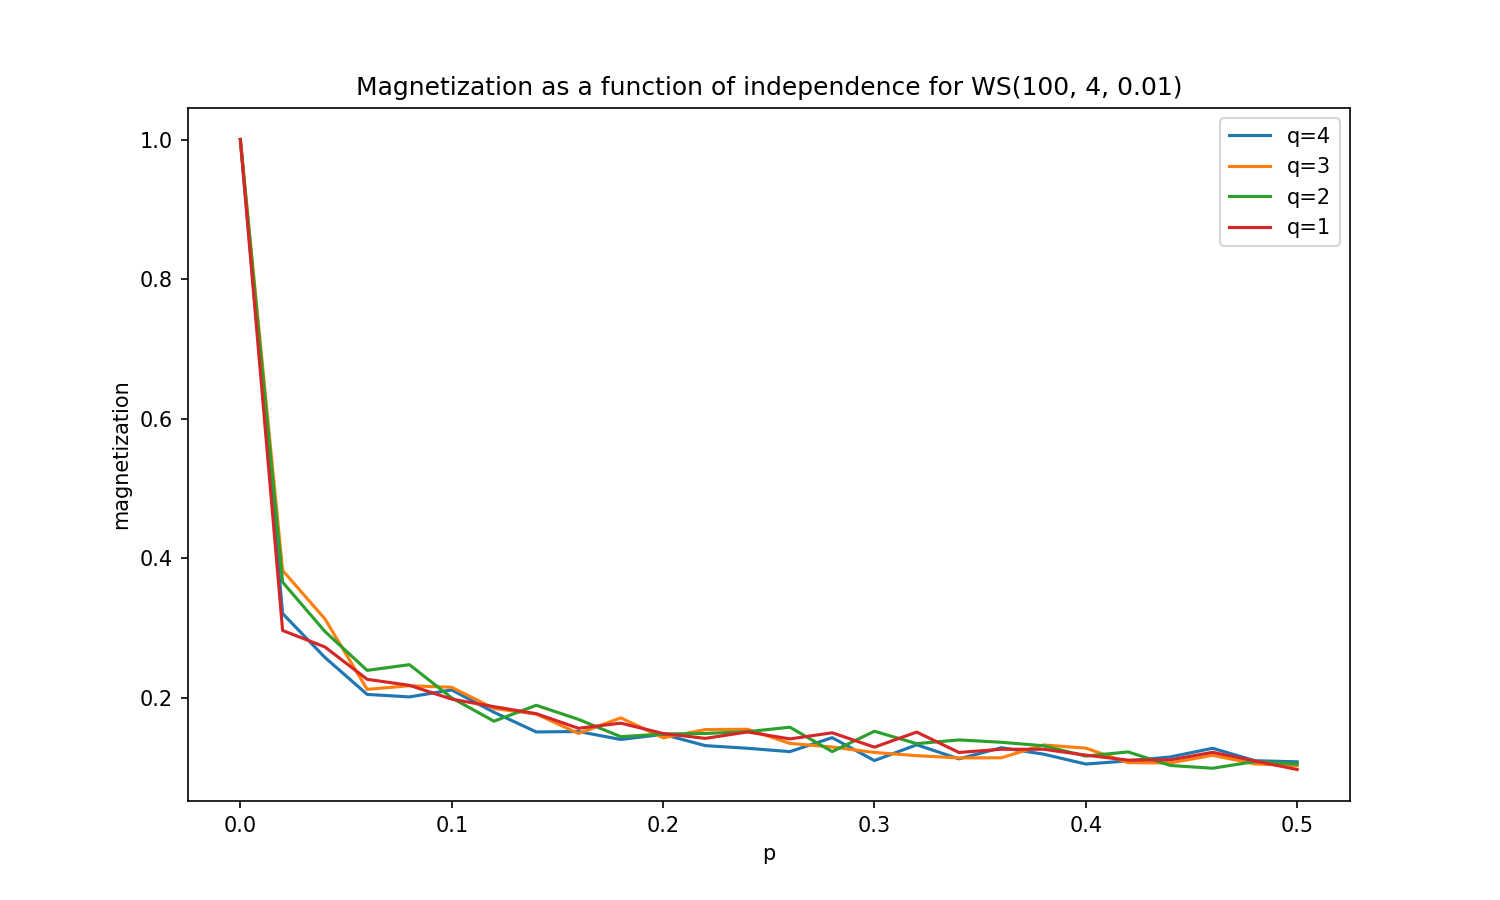 Magnetization as a function of independence for WS(100, 4, 0.01)
q=4
q=3
q=2
q=1
magnetization
1.0
0.8
0.6
0.4
0.2
0.0
0.1
0.2
0.3
0.4
0.5
p